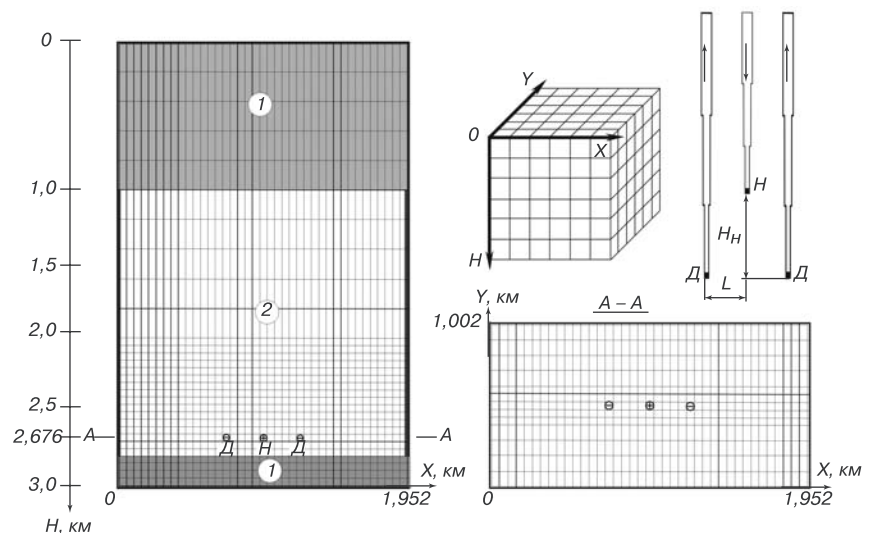 0
1
1,0
1,5
2
2,0
2,5
2,676
А
А
Д
Н
Д
1
3,0
X, км
0
1,952
Н, км
Y
0
X
Н
Н
Hн
Д
Д
L
Y, км
А – А
1,002
X, км
0
1,952